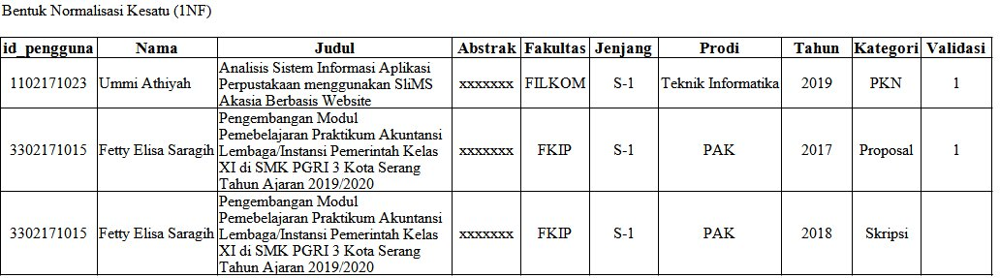 Bentuk Normalisasi Kesatu (1NF)
id_pengguna Nama Judul Abstrak Fakultas Jenjang Prodi Tahun Kategori Validasi
Analisis Sistem Informasi Aplikasi
1102171023 Ummi Athiyah Perpustakaan menggunakan SliMS xxxxxxx FILKOM S-1 Teknik Informatika 2019 PKN 1
Akasia Berbasis Website
Pengembangan Modul
Pemebelajaran Praktikum Akuntansi
3302171015 Fetty Elisa Saragih Lembaga/Instansi Pemerintah Kelas xxxxxxx FKIP S-1 PAK 2017 Proposal 1
XI di SMK PGRI 3 Kota Serang
Tahun Ajaran 2019/2020
Pengembangan Modul
Pemebelajaran Praktikum Akuntansi
3302171015 Fetty Elisa Saragih Lembaga/Instansi Pemerintah Kelas xxxxxxx FKIP S-1 PAK 2018 Skripsi
XI di SMK PGRI 3 Kota Serang
Tahun Ajaran 2019/2020